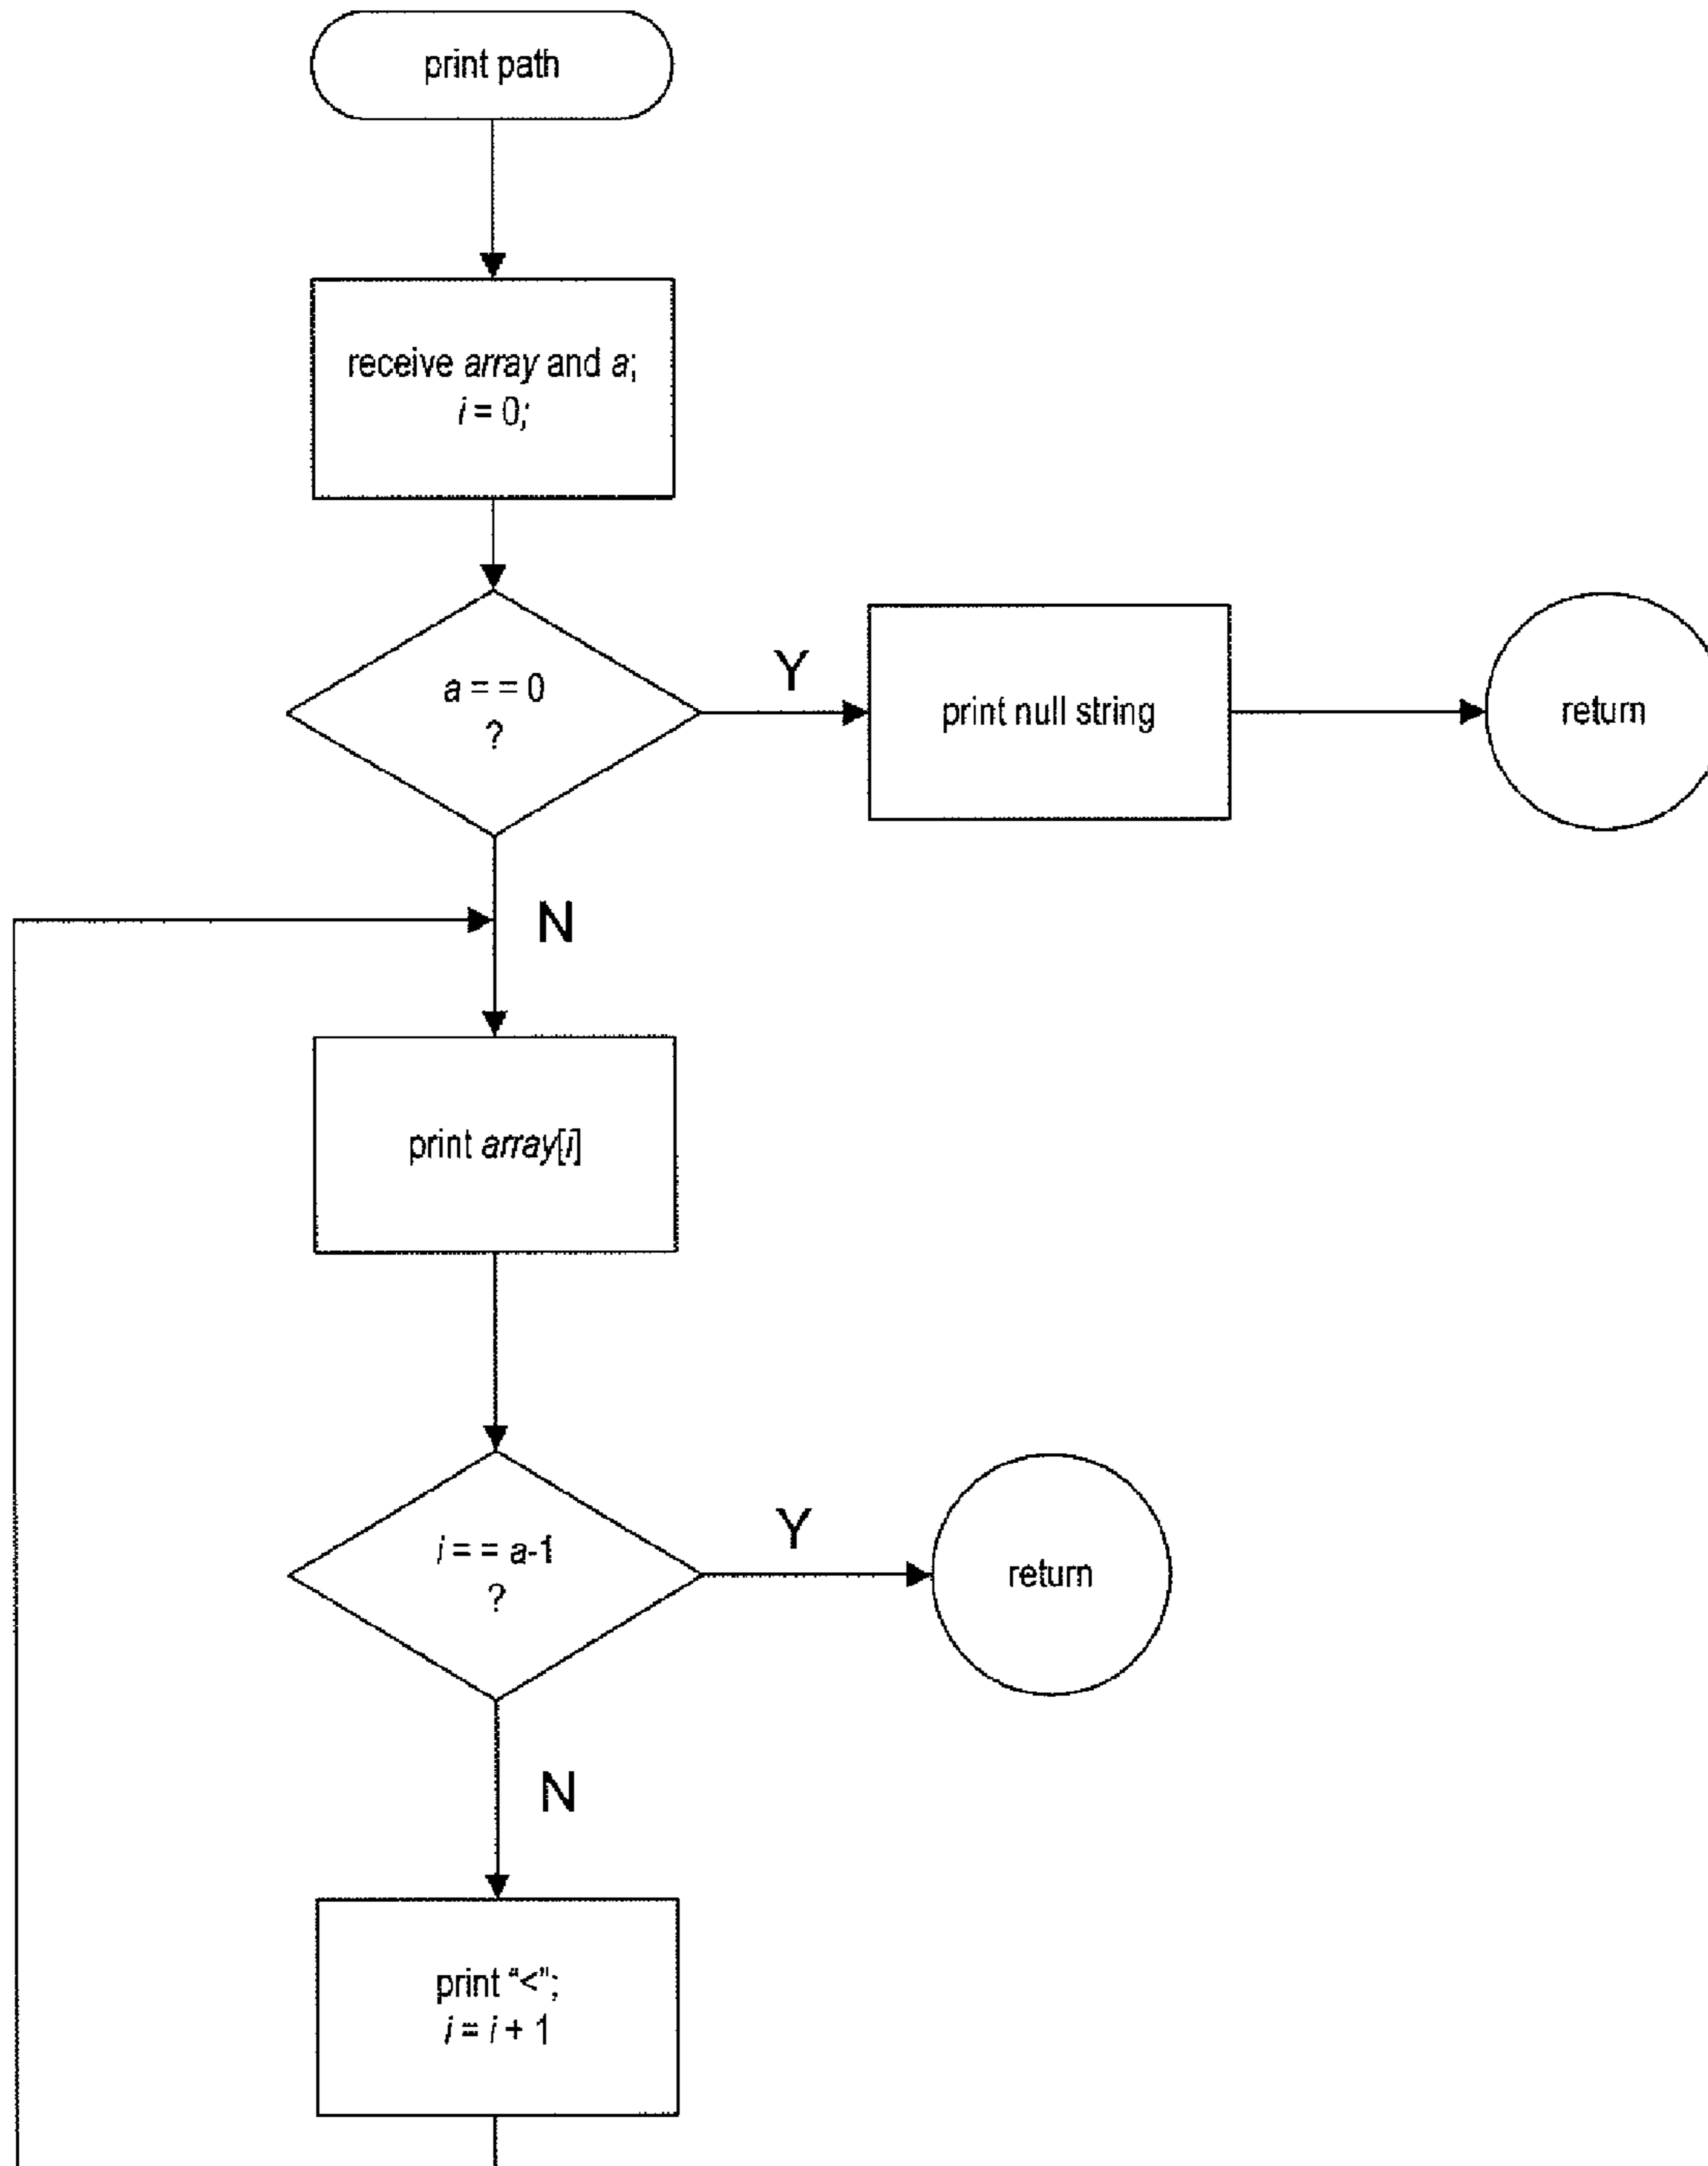 print path
receive array and a;
i = 0;
a = = 0
?
Y
print null string
return
N
print array[i]
i = = a-1
?
Y
return
N
print “<”;
i = i + 1